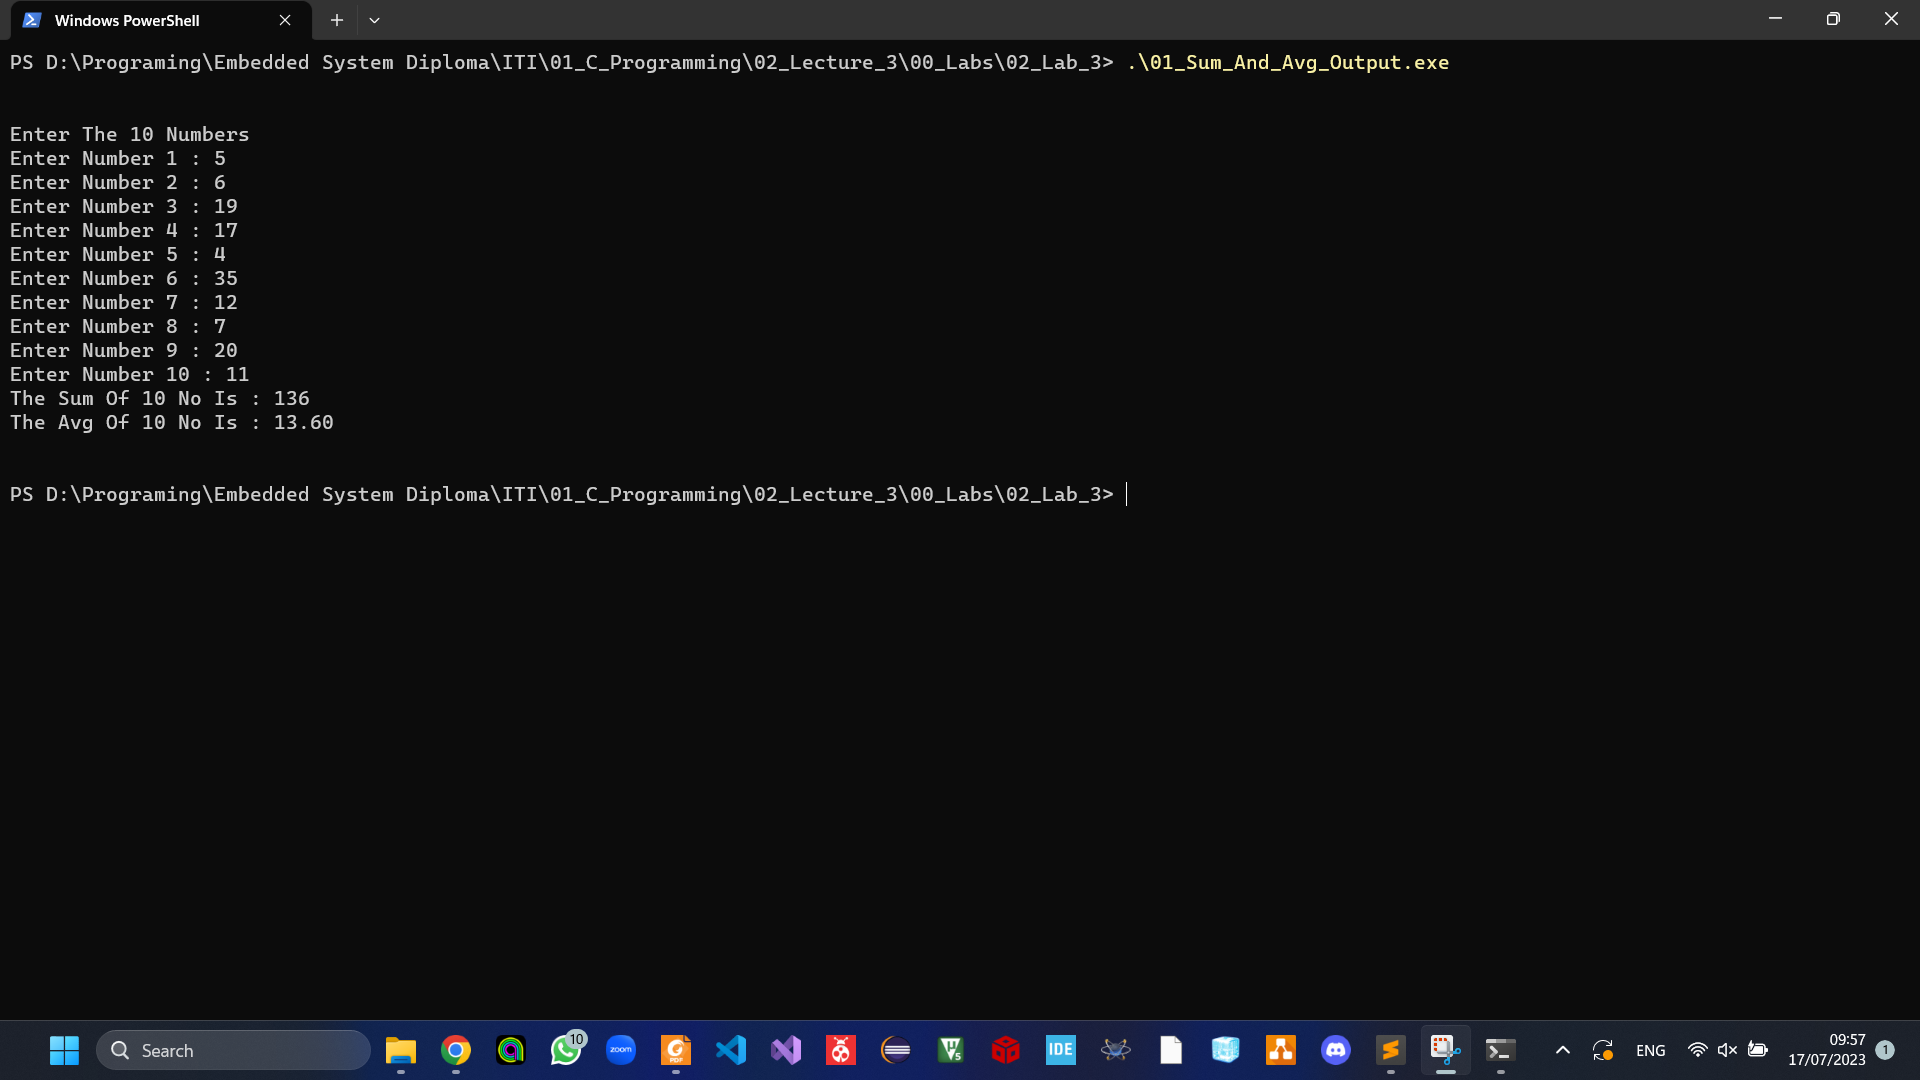 Windows PowerShell
PS D:\Programing\Embedded System Diploma\ITI\01_C_Programming\02_Lecture_3\00_Labs\02_Lab_3> .\01_Sum_And_Avg_Output.exe
Enter The 10 Numbers
Enter Number 1 : 5
Enter Number 2 : 6
Enter Number 3 : 19
Enter Number 4 : 17
Enter Number 5 : 4
Enter Number 6 : 35
Enter Number 7 : 12
Enter Number 8 : 7
Enter Number 9 : 20
Enter Number 10 : 11
The Sum Of 10 No Is : 136
The Avg Of 10 No Is : 13.60
PS D:\Programing\Embedded System Diploma\ITI\01_C_Programming\02_Lecture_3\00_Labs\02_Lab_3>
Search
10
zoom
PDF
V5
IDE
ENG
09:57
17/07/2023
1